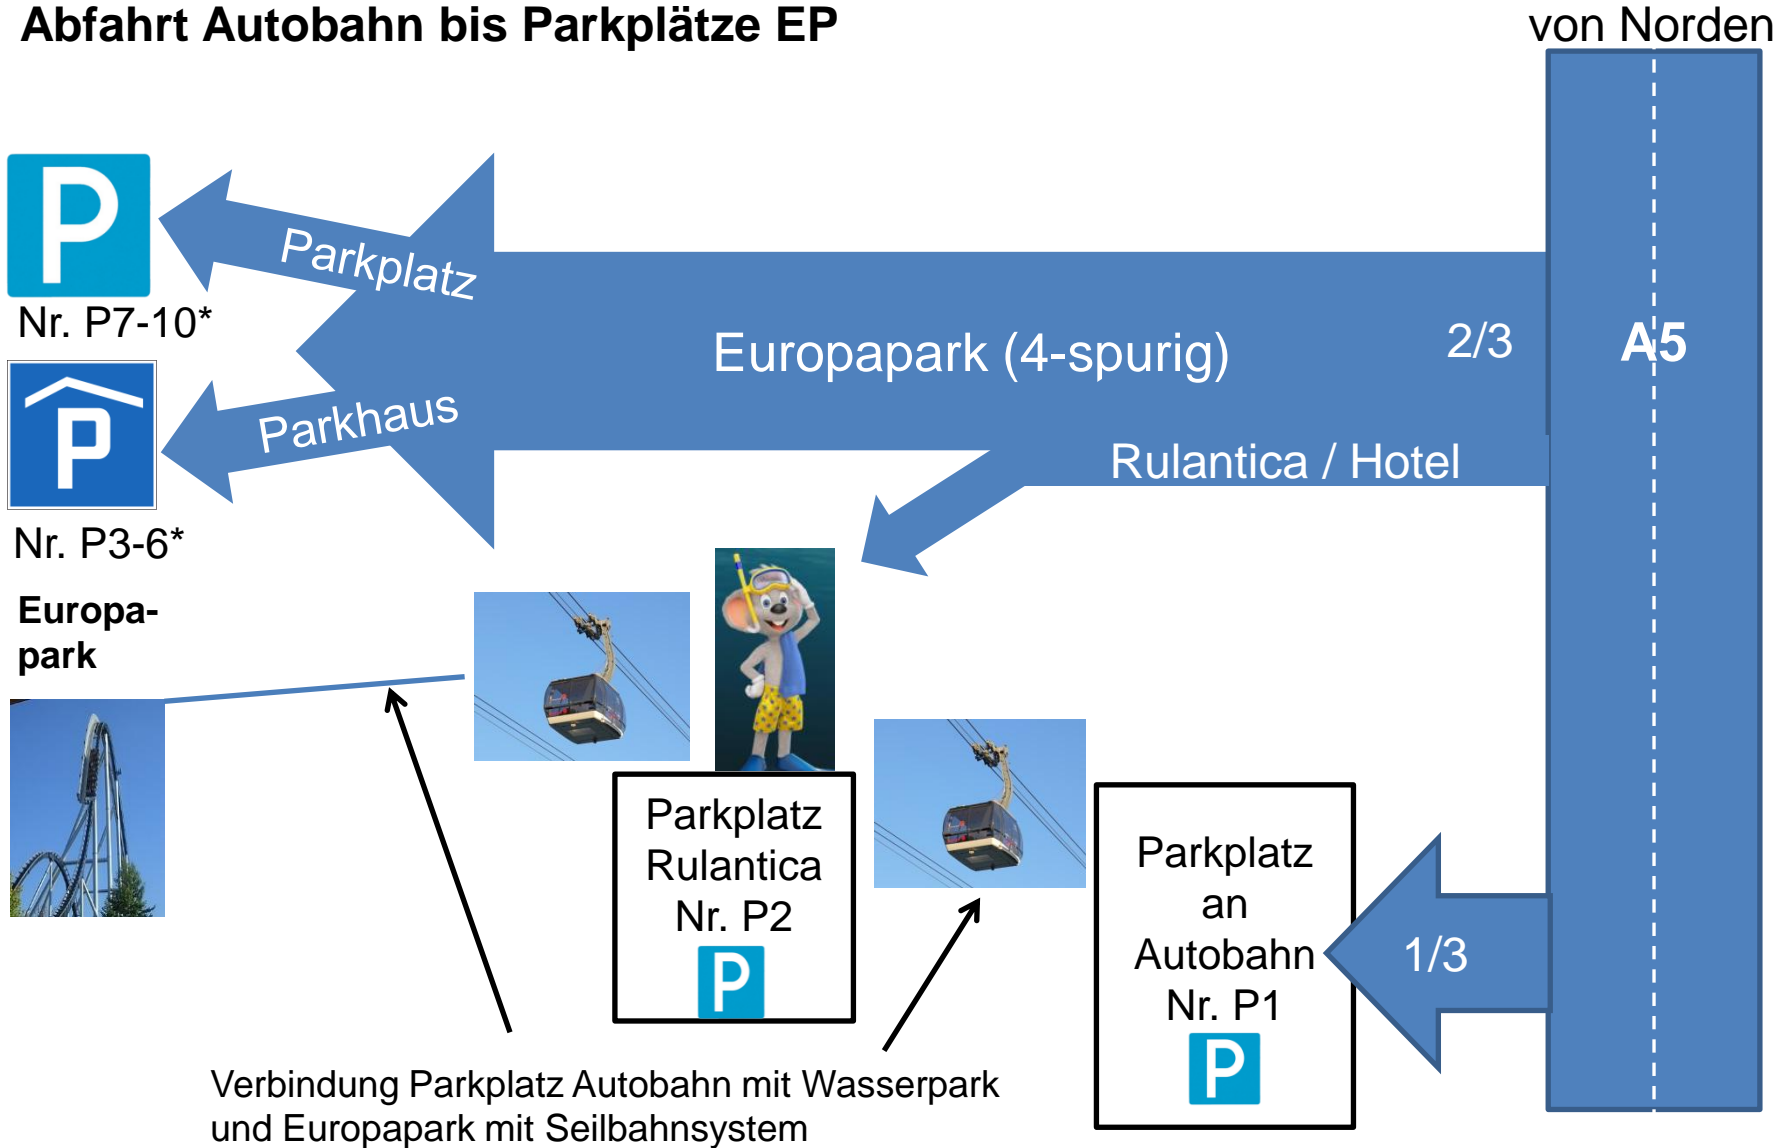 Abfahrt Autobahn bis Parkplätze EP
von Norden
P
Parkplatz
Nr. P7-10*
Europapark (4-spurig)
2/3
A5
P
Parkhaus
Rulantica / Hotel
Nr. P3-6*
Europa-
park
Parkplatz
Rulantica
Nr. P2
P
Parkplatz
an
Autobahn
Nr. P1
P
1/3
Verbindung Parkplatz Autobahn mit Wasserpark
und Europapark mit Seilbahnsystem